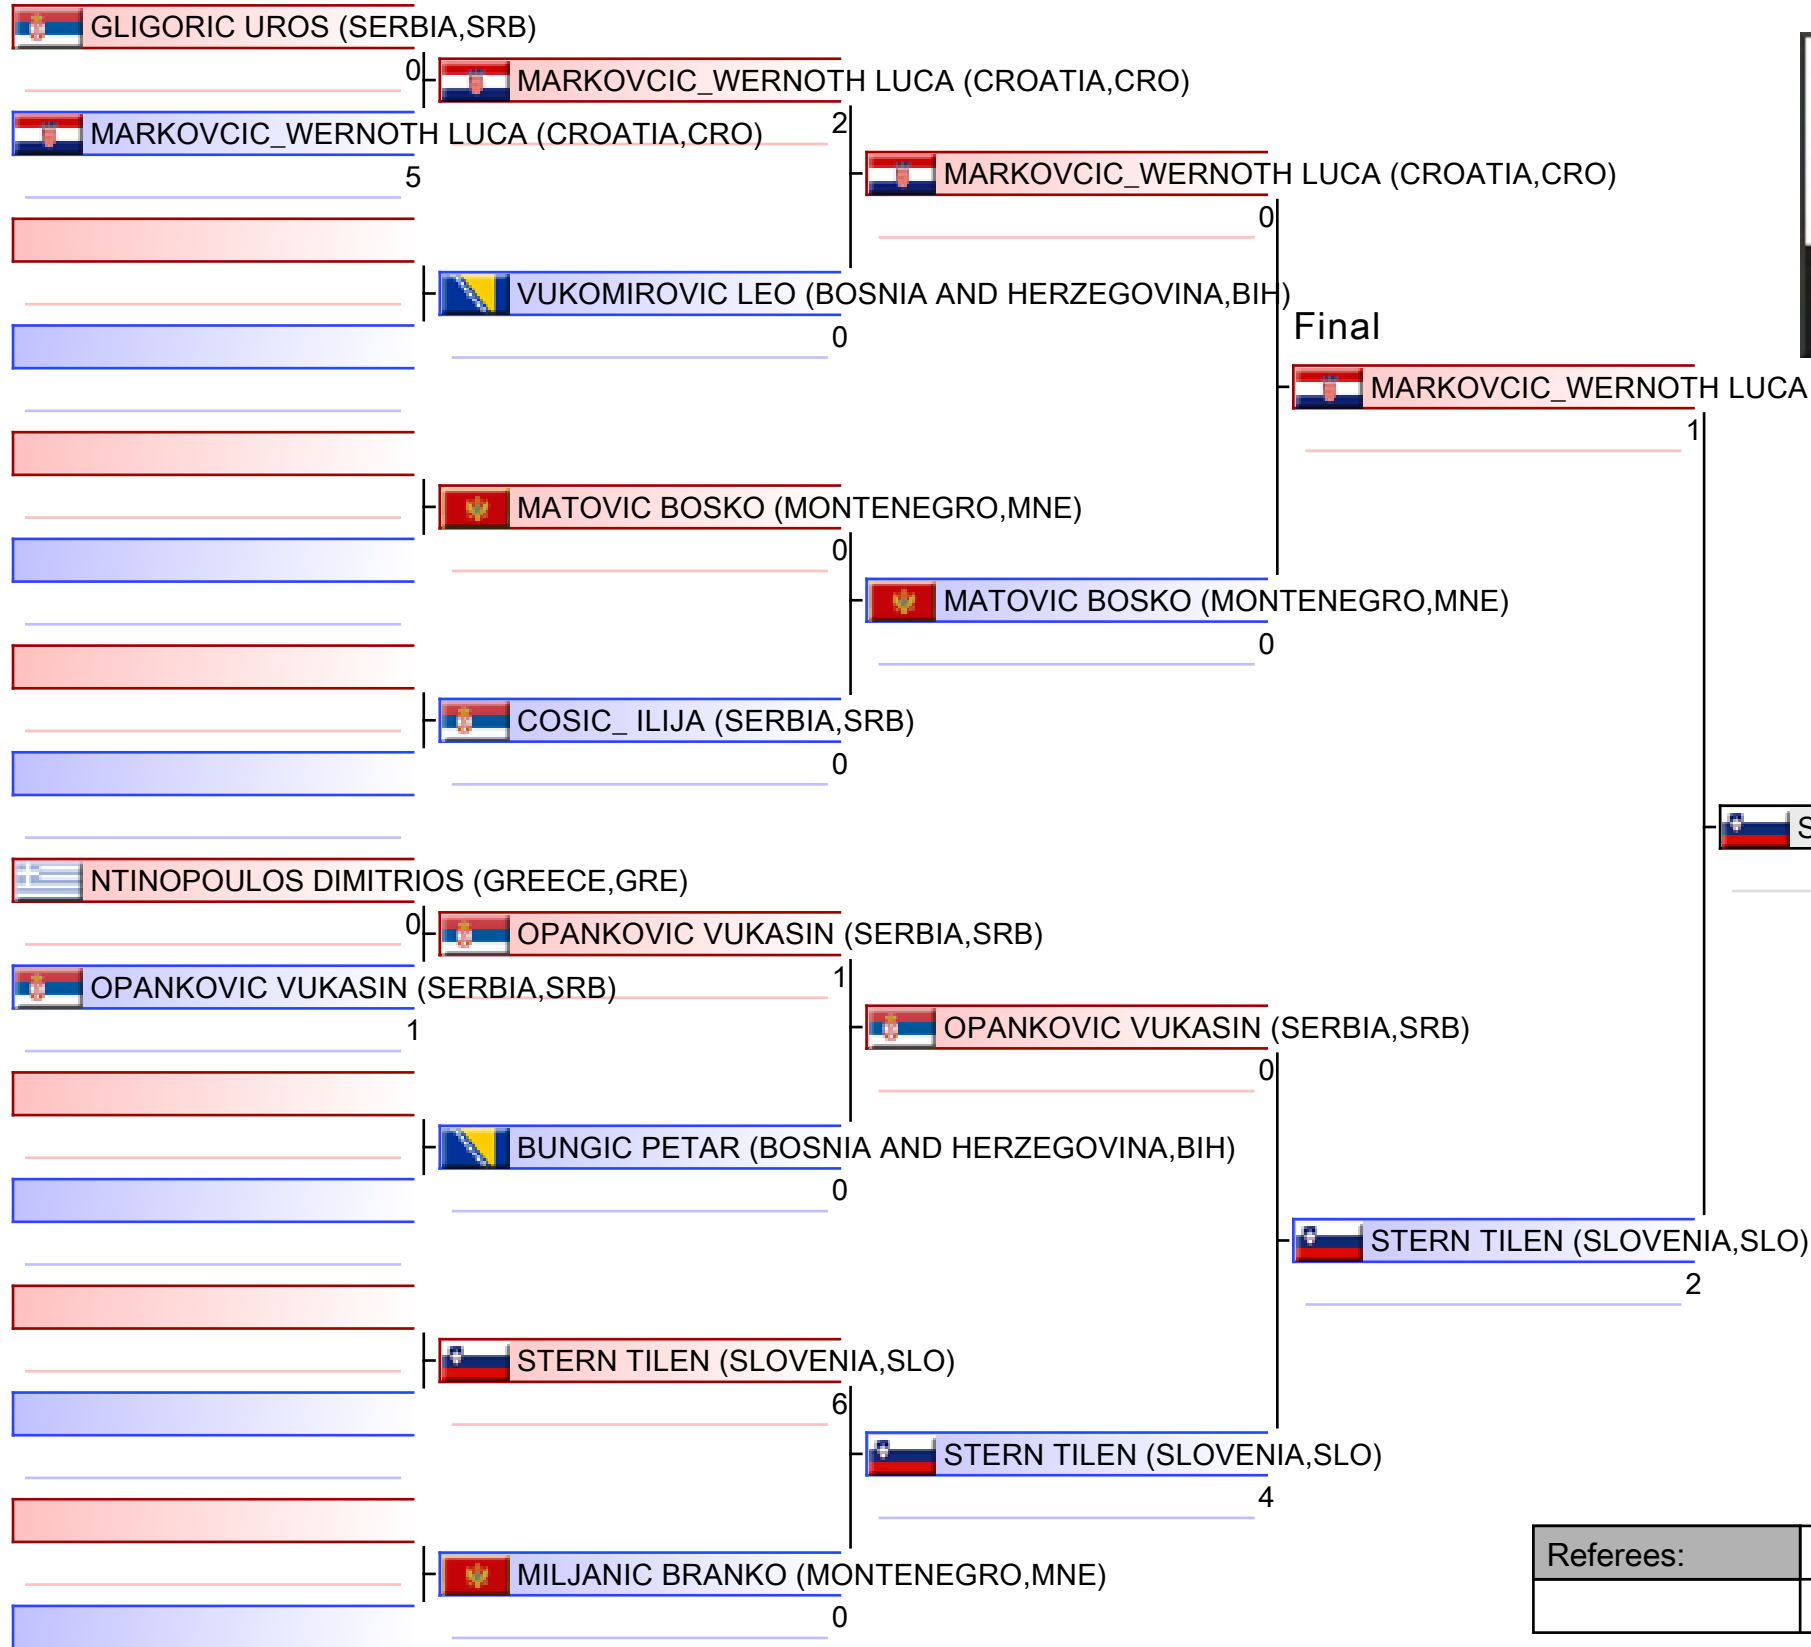 GLIGORIC UROS (SERBIA,SRB)
0
MARKOVCIC_WERNOTH LUCA (CROATIA,CRO)
5
MARKOVCIC_WERNOTH LUCA (CROATIA,CRO)
2
VUKOMIROVIC LEO (BOSNIA AND HERZEGOVINA,BIH)
0
MARKOVCIC_WERNOTH LUCA (CROATIA,CRO)
0
Final
MARKOVCIC_WERNOTH LUCA
1
MATOVIC BOSKO (MONTENEGRO,MNE)
0
MATOVIC BOSKO (MONTENEGRO,MNE)
0
COSIC_ ILIJA (SERBIA,SRB)
0
S
NTINOPOULOS DIMITRIOS (GREECE,GRE)
0
OPANKOVIC VUKASIN (SERBIA,SRB)
1
OPANKOVIC VUKASIN (SERBIA,SRB)
1
OPANKOVIC VUKASIN (SERBIA,SRB)
0
BUNGIC PETAR (BOSNIA AND HERZEGOVINA,BIH)
0
STERN TILEN (SLOVENIA,SLO)
2
STERN TILEN (SLOVENIA,SLO)
6
STERN TILEN (SLOVENIA,SLO)
4
MILJANIC BRANKO (MONTENEGRO,MNE)
0
Referees: